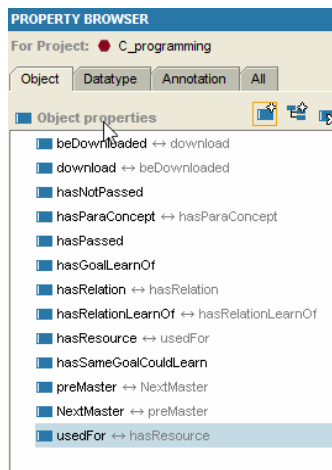 PROPERTY BROWSER
For Project: C_programming
Object Datatype Annotation All
Object properties
beDownloaded ↔ download
download ↔ beDownloaded
hasNotPassed
hasParaConcept ↔ hasParaConcept
hasPassed
hasGoalLearnOf
hasRelation ↔ hasRelation
hasRelationLearnOf ↔ hasRelationLearnOf
hasResource ↔ usedFor
hasSameGoalCouldLearn
preMaster ↔ NextMaster
NextMaster ↔ preMaster
usedFor ↔ hasResource